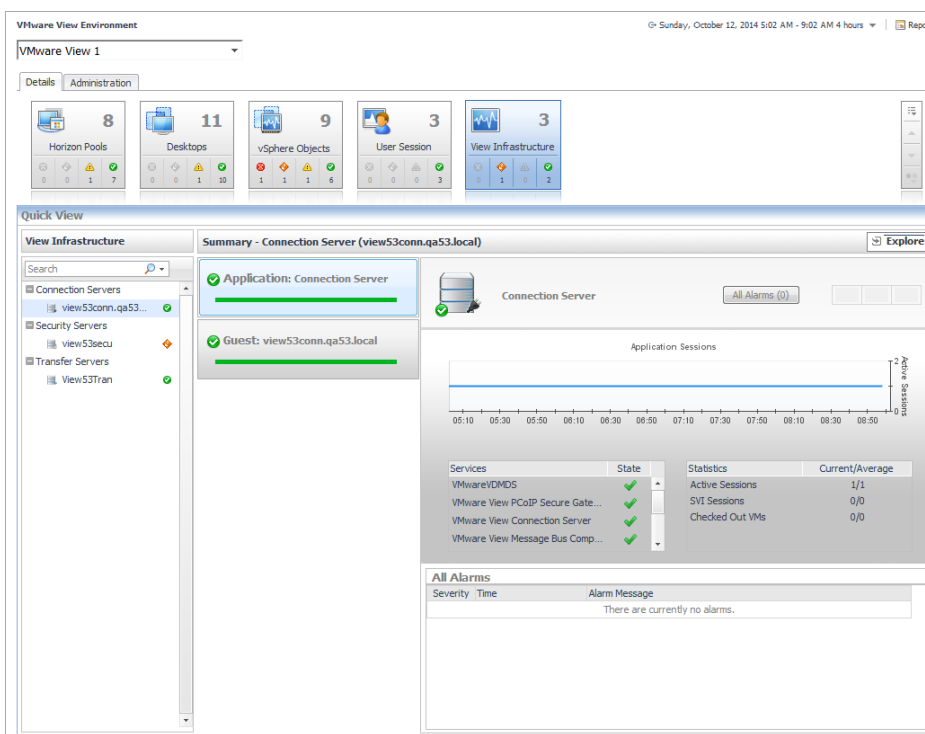 VMware View Environment
Sunday, October 12, 2014 5:02 AM - 9:02 AM 4 hours
Repo
VMware View 1
Details
Administration
8
11
9
3
3
Horizon Pools
Desktops
vSphere Objects
User Session
View Infrastructure
0 0 1 7
0 0 1 10
1 1 1 6
0 0 0 3
0 1 0 2
Quick View
View Infrastructure
Summary - Connection Server (view53conn.qa53.local)
Explore
Search
Connection Servers
view53conn.qa53...
Security Servers
view53secu
Transfer Servers
View53Tran
Application: Connection Server
Guest: view53conn.qa53.local
Connection Server
All Alarms (0)
Application Sessions
2
0
Active Sessions
05:10 05:30 05:50 06:10 06:30 06:50 07:10 07:30 07:50 08:10 08:30 08:50
Services State
VMwareVDMDS
VMware View PCoIP Secure Gate...
VMware View Connection Server
VMware View Message Bus Comp...
Statistics Current/Average
Active Sessions 1/1
SVI Sessions 0/0
Checked Out VMs 0/0
All Alarms
Severity Time Alarm Message
There are currently no alarms.